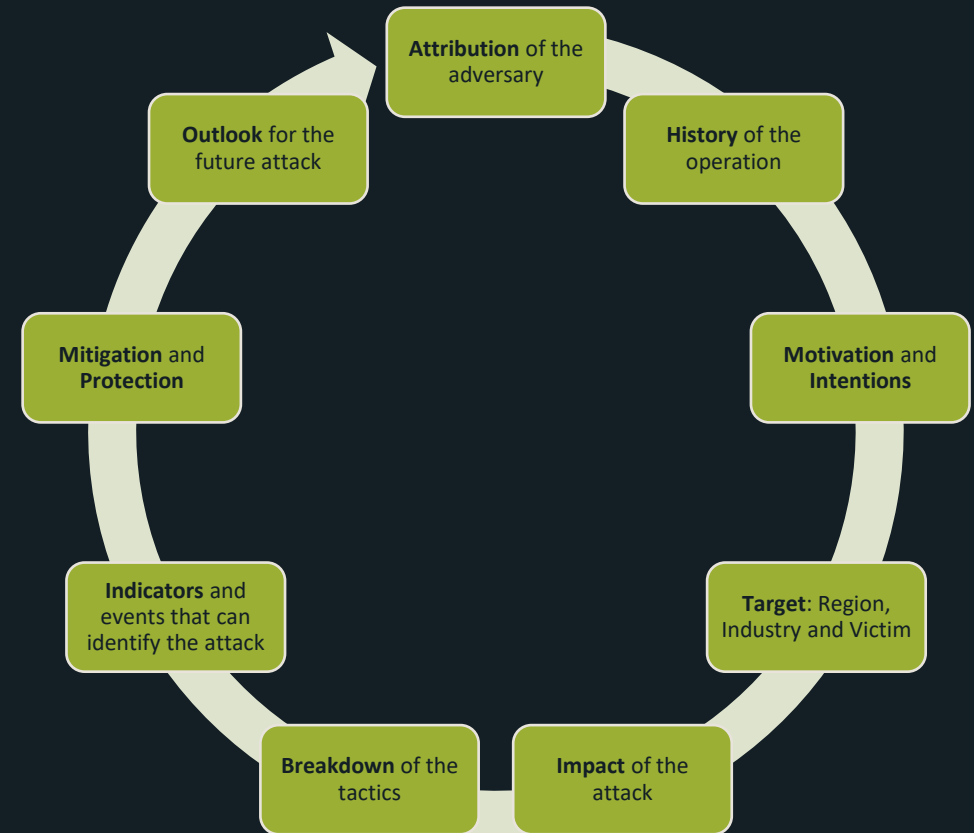 Attribution of the
adversary
History of the
operation
Motivation and
Intentions
Target: Region,
Industry and Victim
Impact of the
attack
Breakdown of the
tactics
Indicators and
events that can
identify the attack
Mitigation and
Protection
Outlook for the
future attack